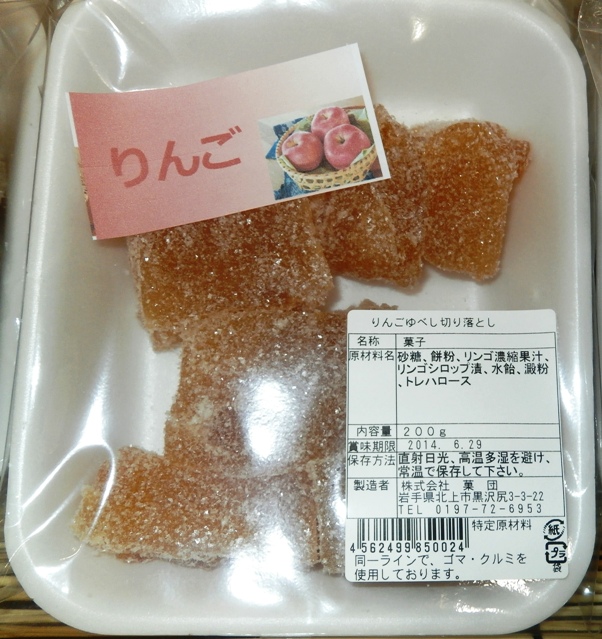 りんご
りんごゆべし切り落とし
名称 菓子
原材料名 砂糖、餅粉、リンゴ濃縮果汁、
リンゴシロップ漬、水飴、澱粉
、トレハロース
内容量 200g
賞味期限 2014. 6.29
保存方法 直射日光、高温多湿を避け、
常温で保存して下さい。
製造者 株式会社 菓団
岩手県北上市黒沢尻3-3-22
TEL 0197-72-6953
特定原材料
4562499850024
紙
プラ
袋
同一ラインで、ゴマ・クルミを
使用しております。